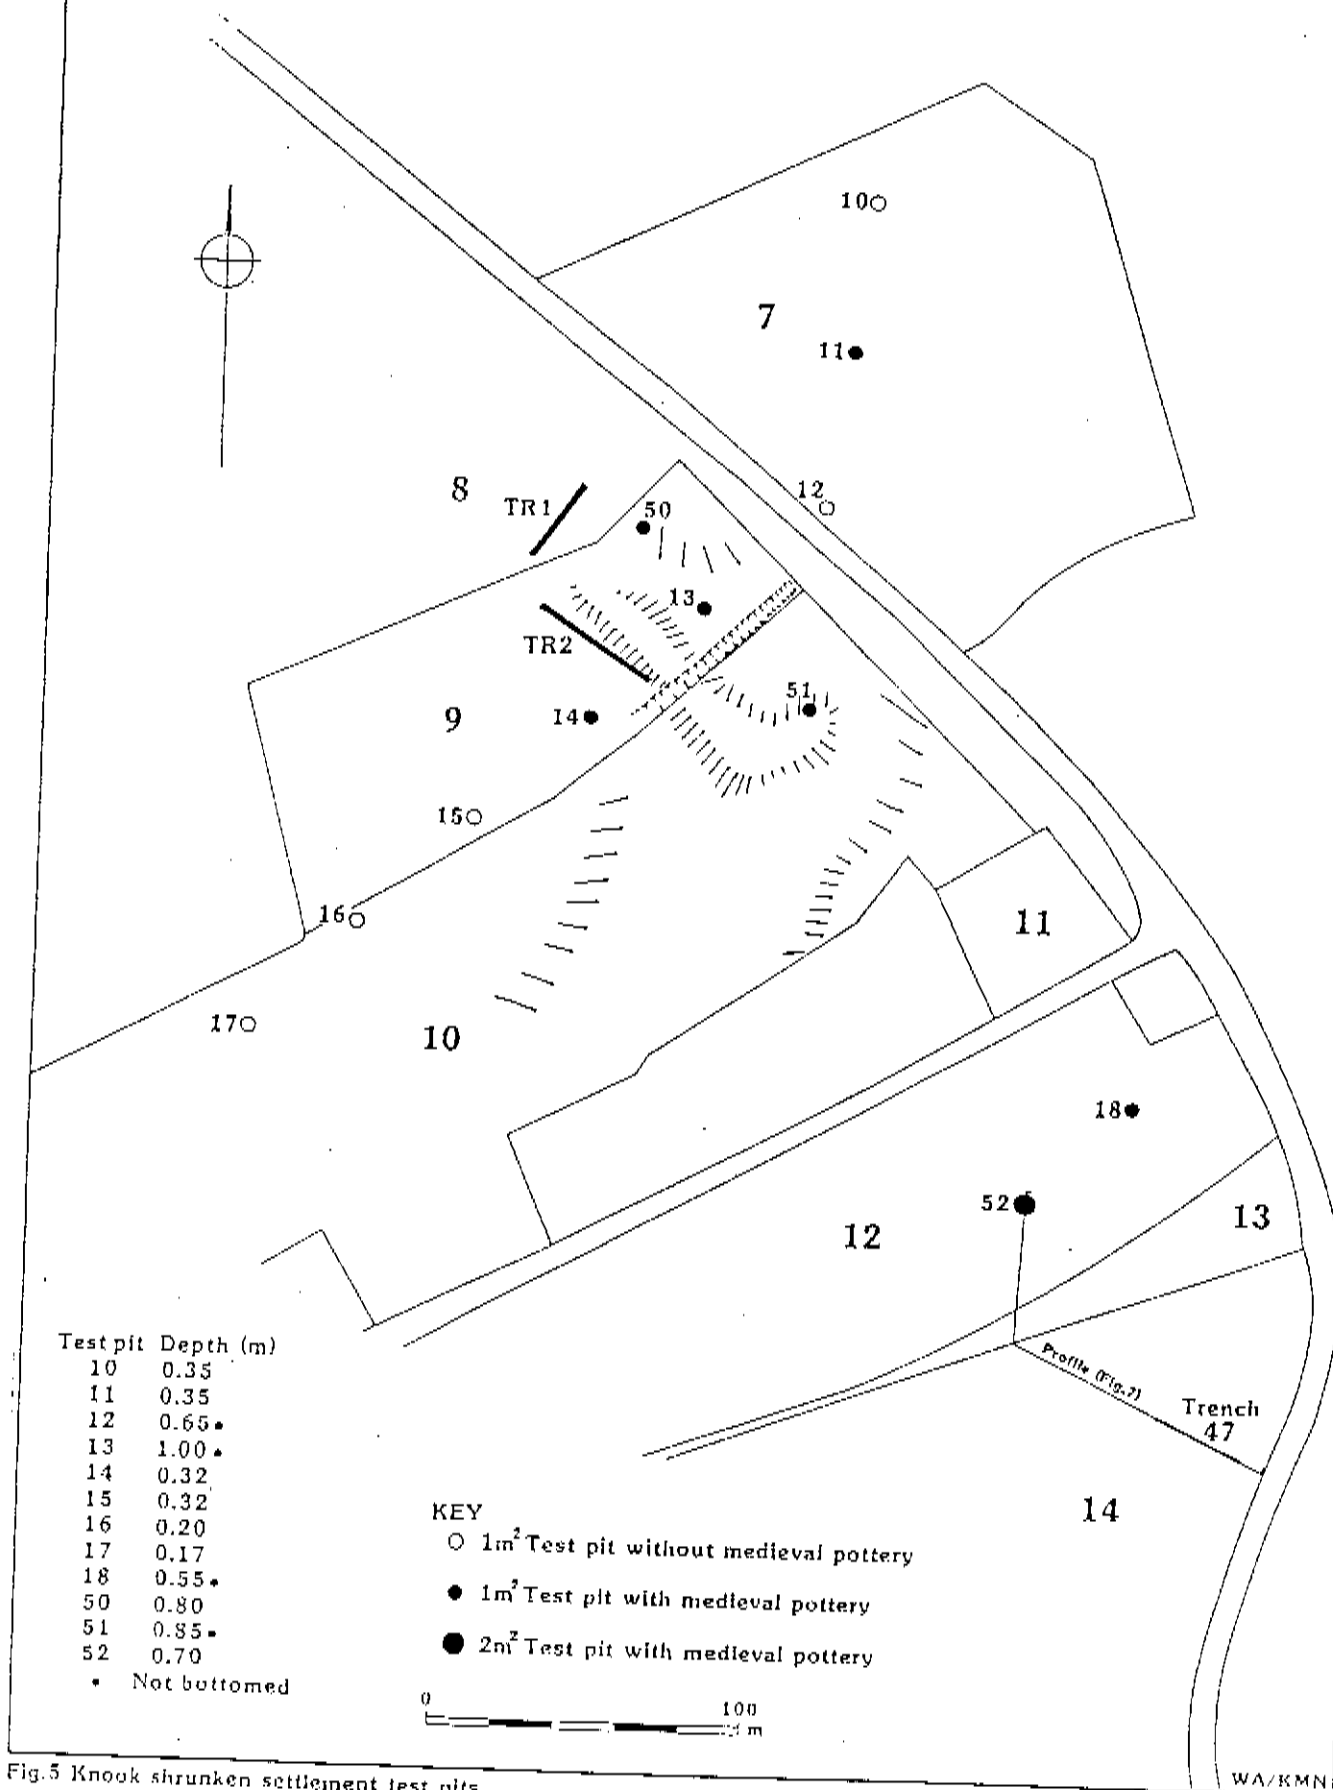 10
7
11
12
8
TR1
50
13
TR2
51
9
14
15
16
11
17
10
18
52
12
13
Profile (Fig.7)
Trench
47
14
Test pit Depth (m)
10 0.35
11 0.35
12 0.65•
13 1.00•
14 0.32
15 0.32
16 0.20
17 0.17
18 0.55•
50 0.80
51 0.85•
52 0.70
• Not bottomed
KEY
1m² Test pit without medieval pottery
1m² Test pit with medieval pottery
2m² Test pit with medieval pottery
0 100
m
Fig.5 Knook shrunken settlement test pits
WA/KMN